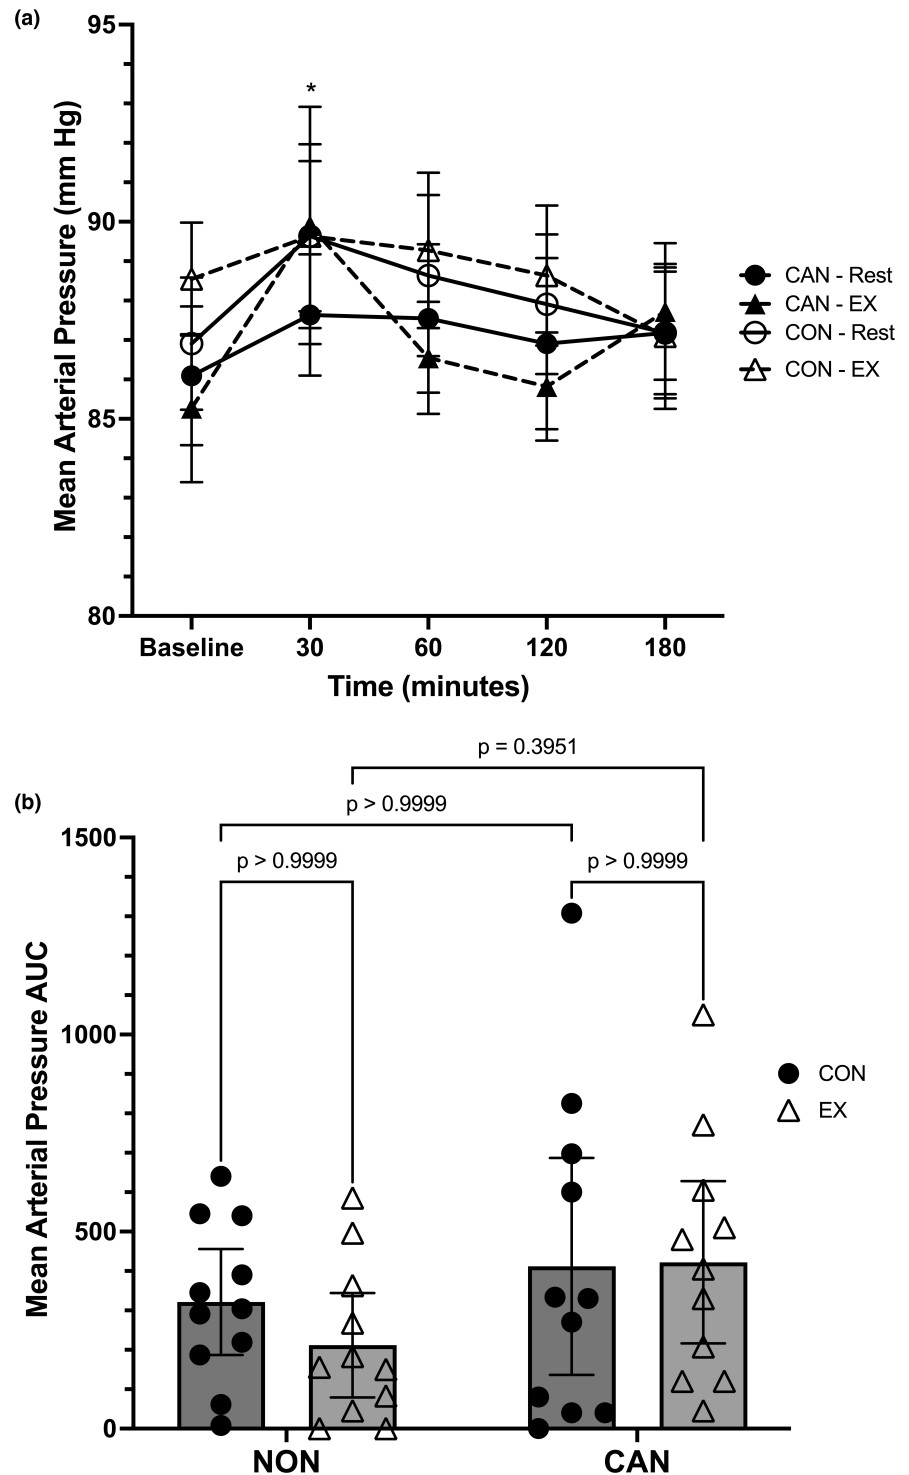 (a)
95
90
85
80
Mean Arterial Pressure (mm Hg)
*
CAN - Rest
CAN - EX
CON - Rest
CON - EX
Baseline 30 60 120 180
Time (minutes)
(b)
p = 0.3951
p > 0.9999
p > 0.9999 p > 0.9999
1500
1000
500
0
Mean Arterial Pressure AUC
CON
EX
NON CAN